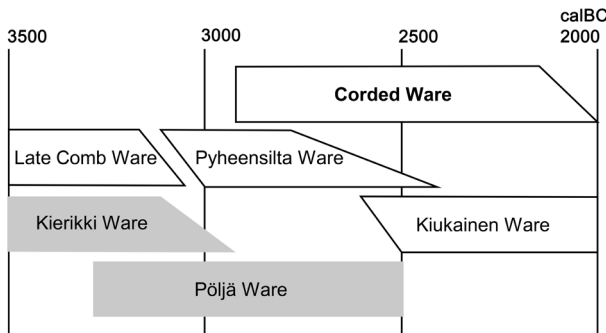 calBC
3500 3000 2500 2000
Corded Ware
Late Comb Ware Pyheensilta Ware
Kierikki Ware Kiukainen Ware
Pöljä Ware